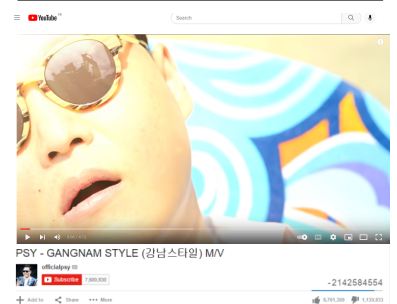 YouTube
Search
PSY - GANGNAM STYLE (강남스타일) M/V
officialpsy
Subscribe
-2142584554
Add to Share More